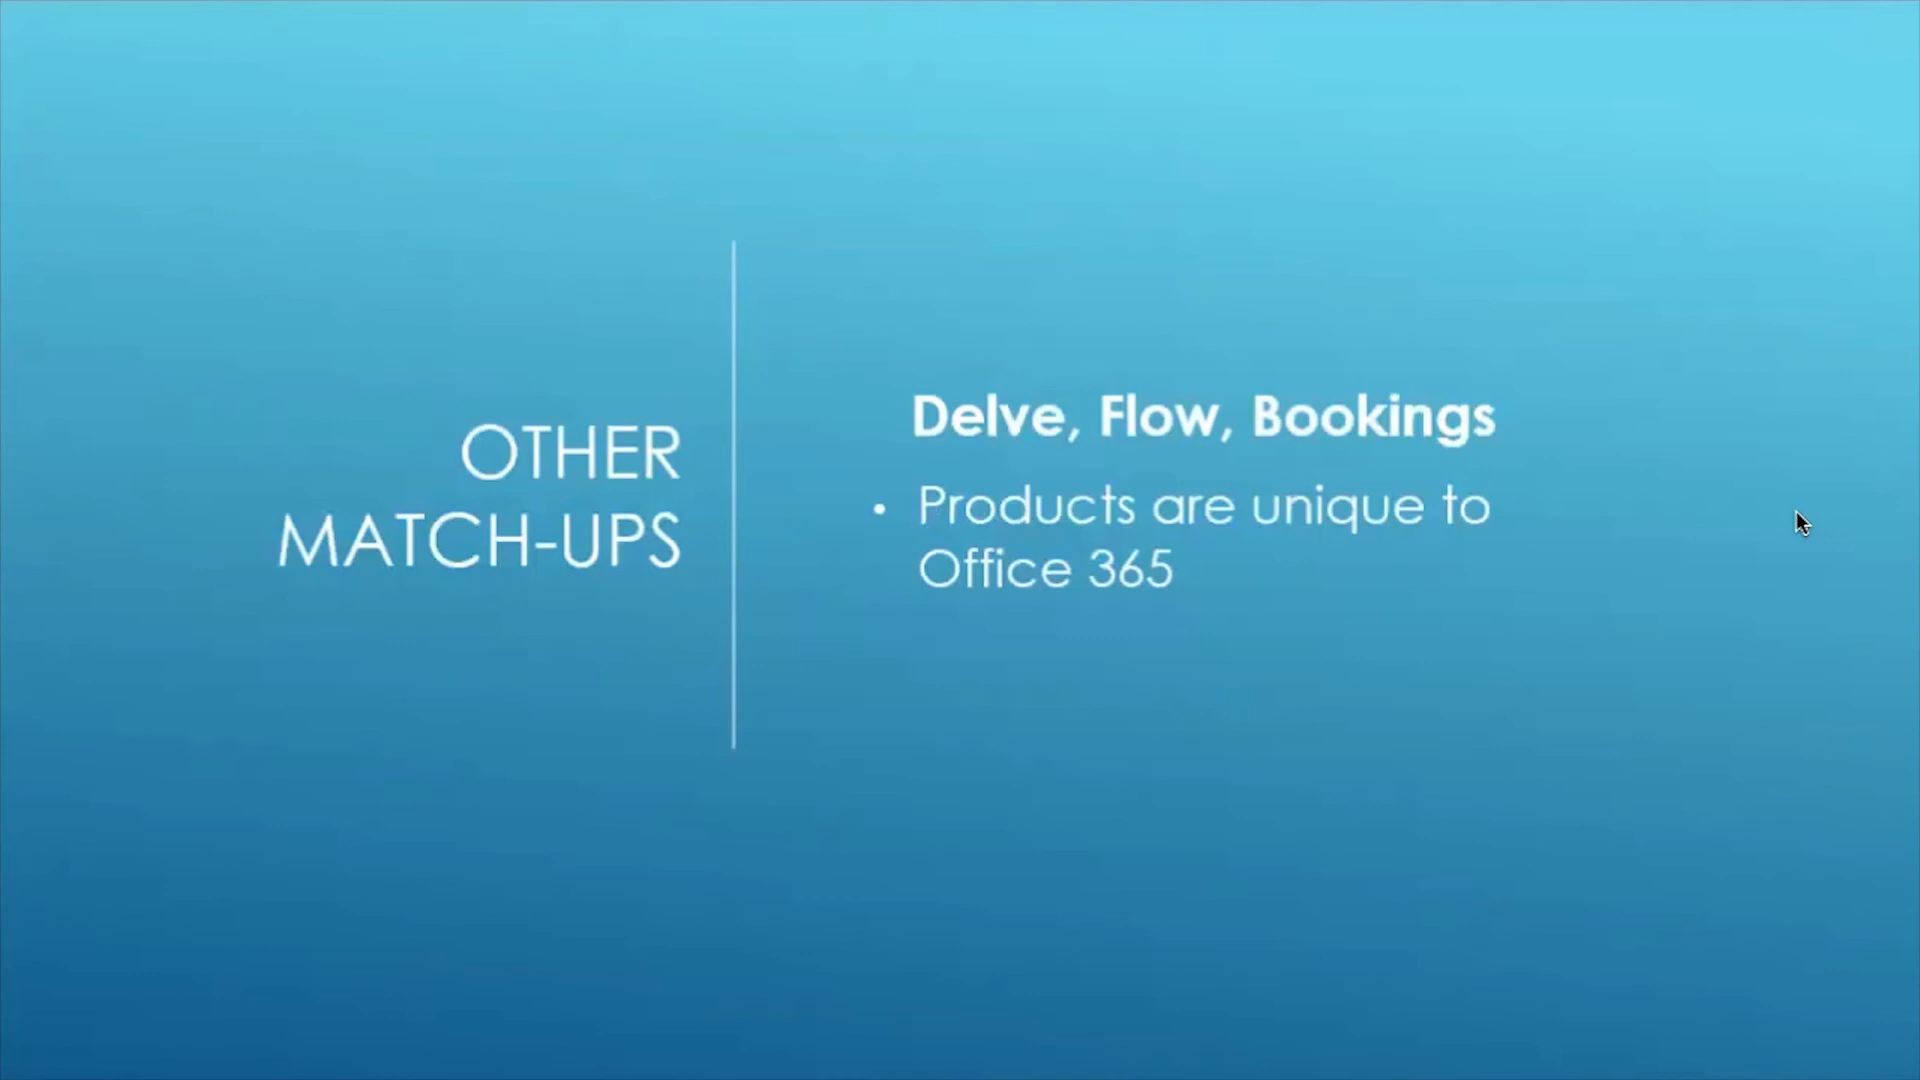 OTHER
MATCH-UPS
Delve, Flow, Bookings
• Products are unique to
Office 365